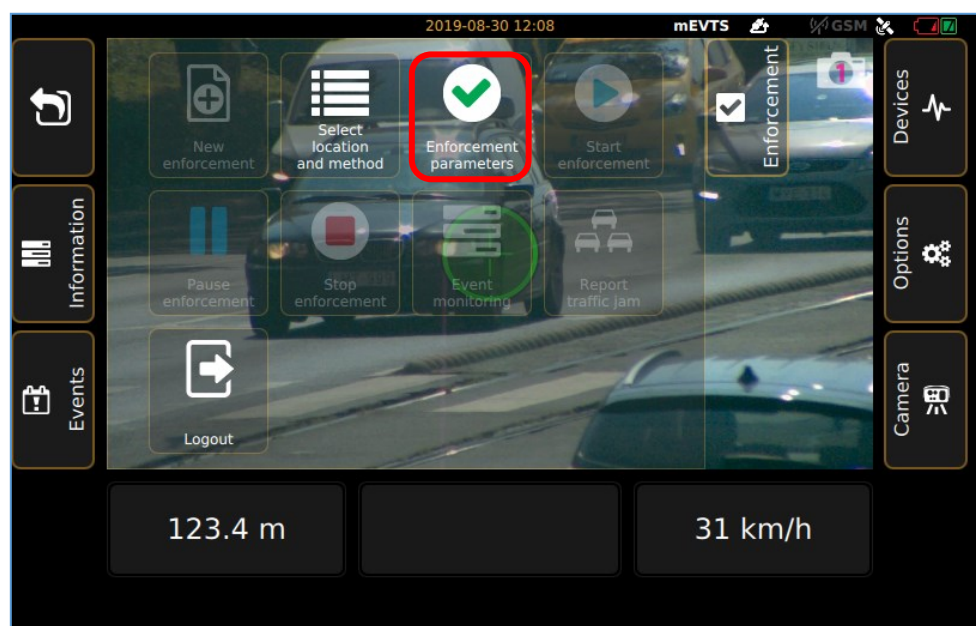 2019-08-30 12:08
mEVTS
GSM
1
Enforcement
Devices
Information
Options
Events
Camera
New
enforcement
Select
location
and method
Enforcement
parameters
Start
enforcement
Pause
enforcement
Stop
enforcement
Event
monitoring
Report
traffic jam
Logout
123.4 m
31 km/h